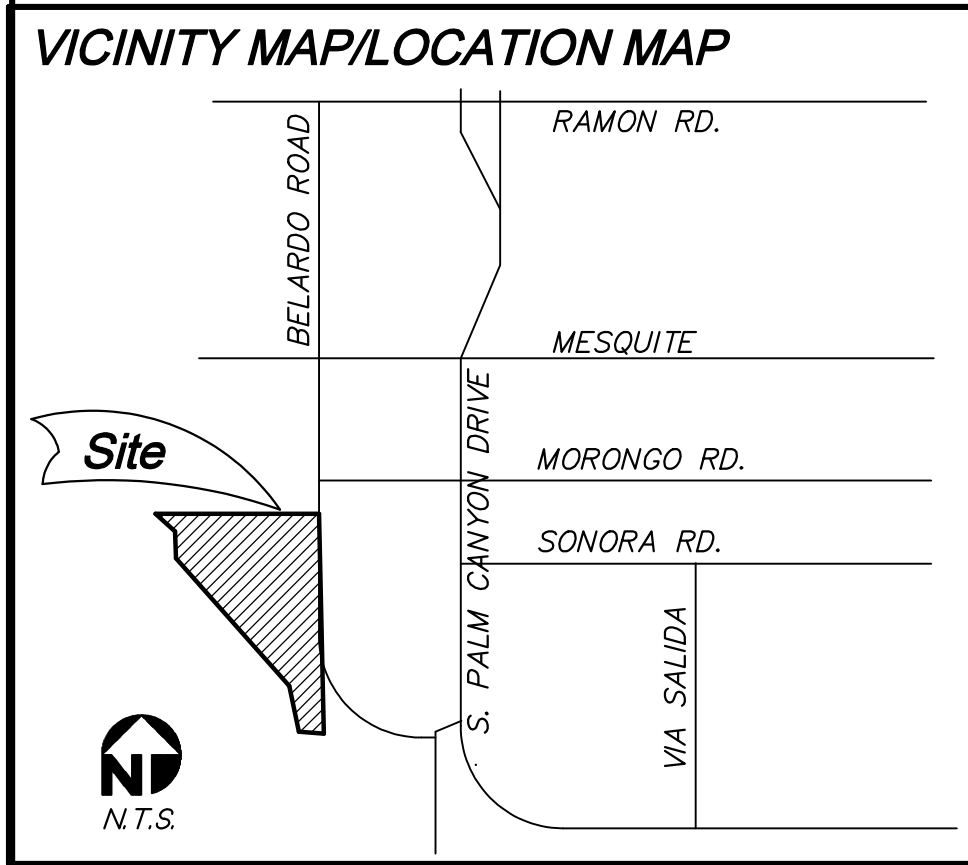 VICINITY MAP/LOCATION MAP
RAMON RD.
BELARDO ROAD
MESQUITE
S. PALM CANYON DRIVE
Site
MORONGO RD.
SONORA RD.
VIA SALIDA
N
N.T.S.